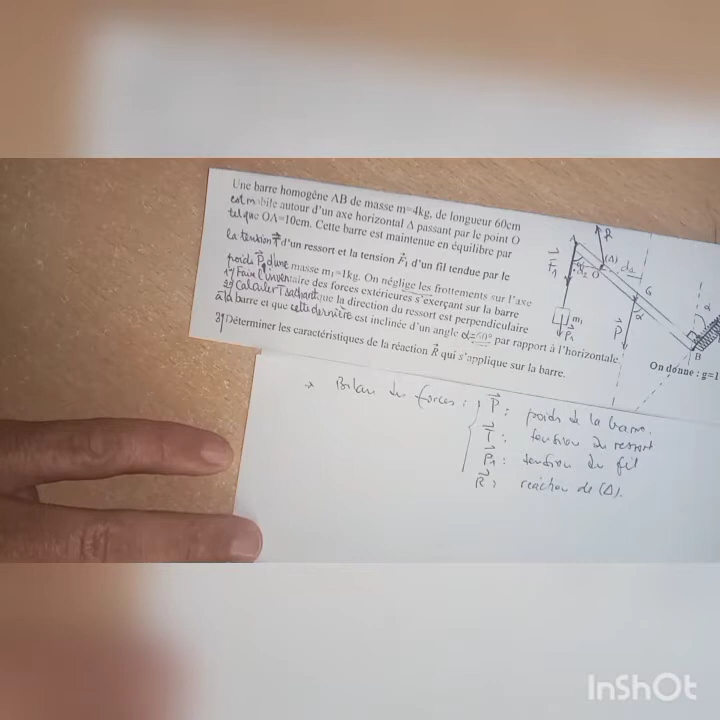 Une barre homogène AB de masse m=4kg, de longueur 60cm
est mobile autour d'un axe horizontal Δ passant par le point O
tel que OA=10cm. Cette barre est maintenue en équilibre par
la tension T⃗ d'un ressort et la tension F⃗₁ d'un fil tendue par le
poids P⃗₁ d'une masse m₁=1kg. On néglige les frottements sur l'axe
1°/ Faire l'inventaire des forces extérieures s'exerçant sur la barre
2°/ Calculer T sachant que la direction du ressort est perpendiculaire
à la barre et que cette dernière est inclinée d'un angle α= par rapport à l'horizontale
3°/ Déterminer les caractéristiques de la réaction R⃗ qui s'applique sur la barre.
A
R
(Δ)
O
F⃗₁
G
m₁
P⃗₁
α
P⃗
α
B
On donne : g=1
→ Bilan des forces : P⃗ : poids de la barre.
T⃗ : tension du ressort
P⃗₁ : tension du fil
R⃗ : réaction de (Δ).
InShOt